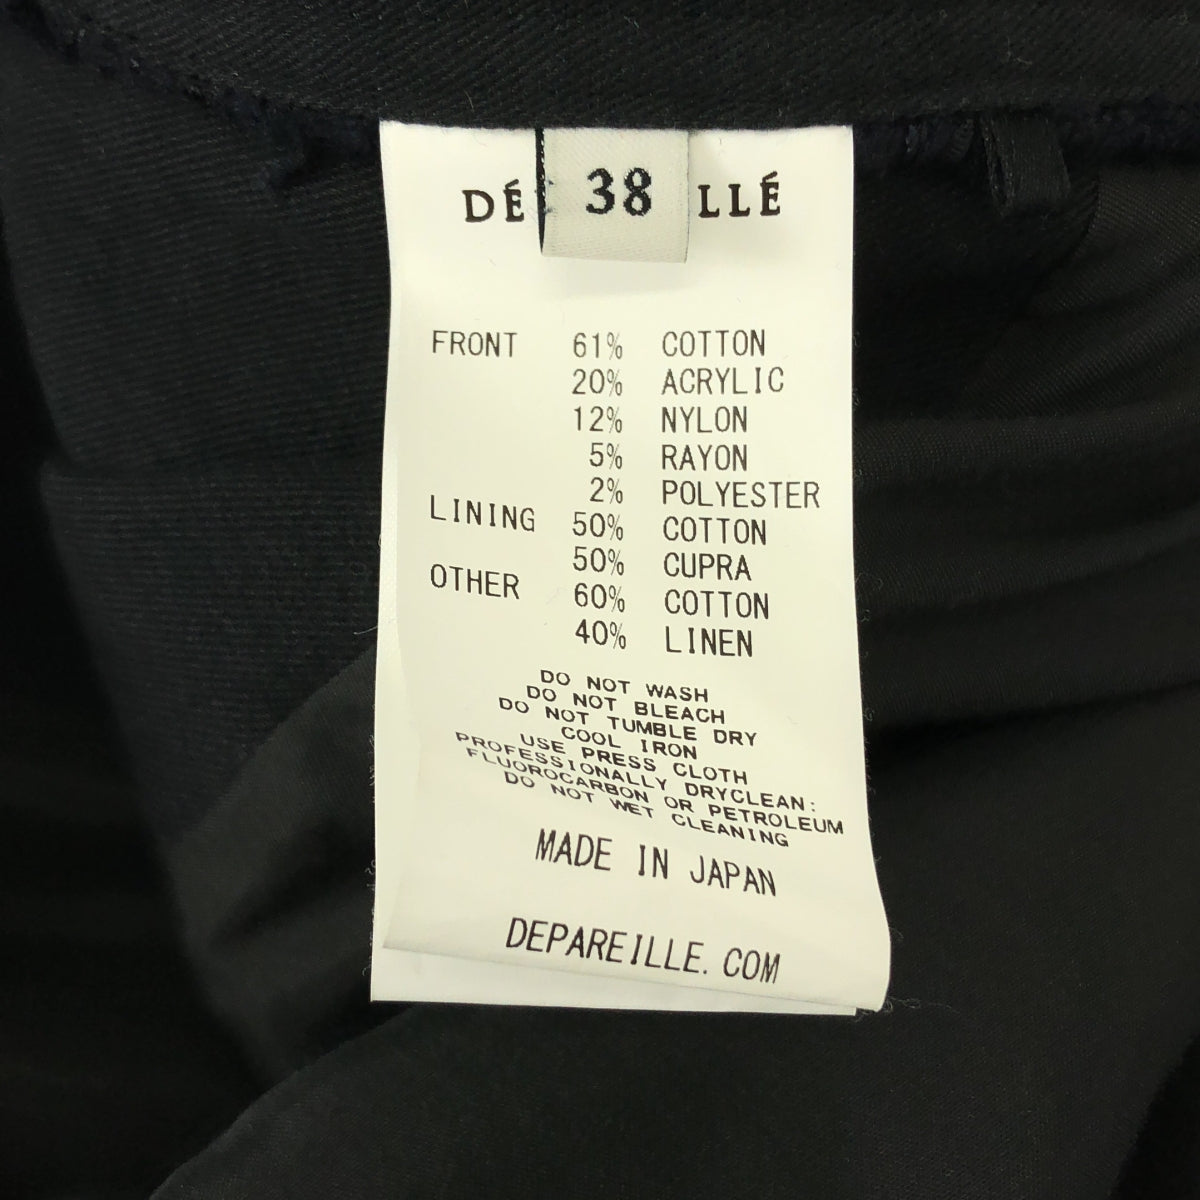 DÉ 38 LLÉ
FRONT 61% COTTON
20% ACRYLIC
12% NYLON
5% RAYON
2% POLYESTER
LINING 50% COTTON
50% CUPRA
OTHER 60% COTTON
40% LINEN
DO NOT WASH
DO NOT BLEACH
DO NOT TUMBLE DRY
COOL IRON
USE PRESS CLOTH
PROFESSIONALLY DRYCLEAN:
FLUOROCARBON OR PETROLEUM
DO NOT WET CLEANING
MADE IN JAPAN
DEPAREILLE.COM